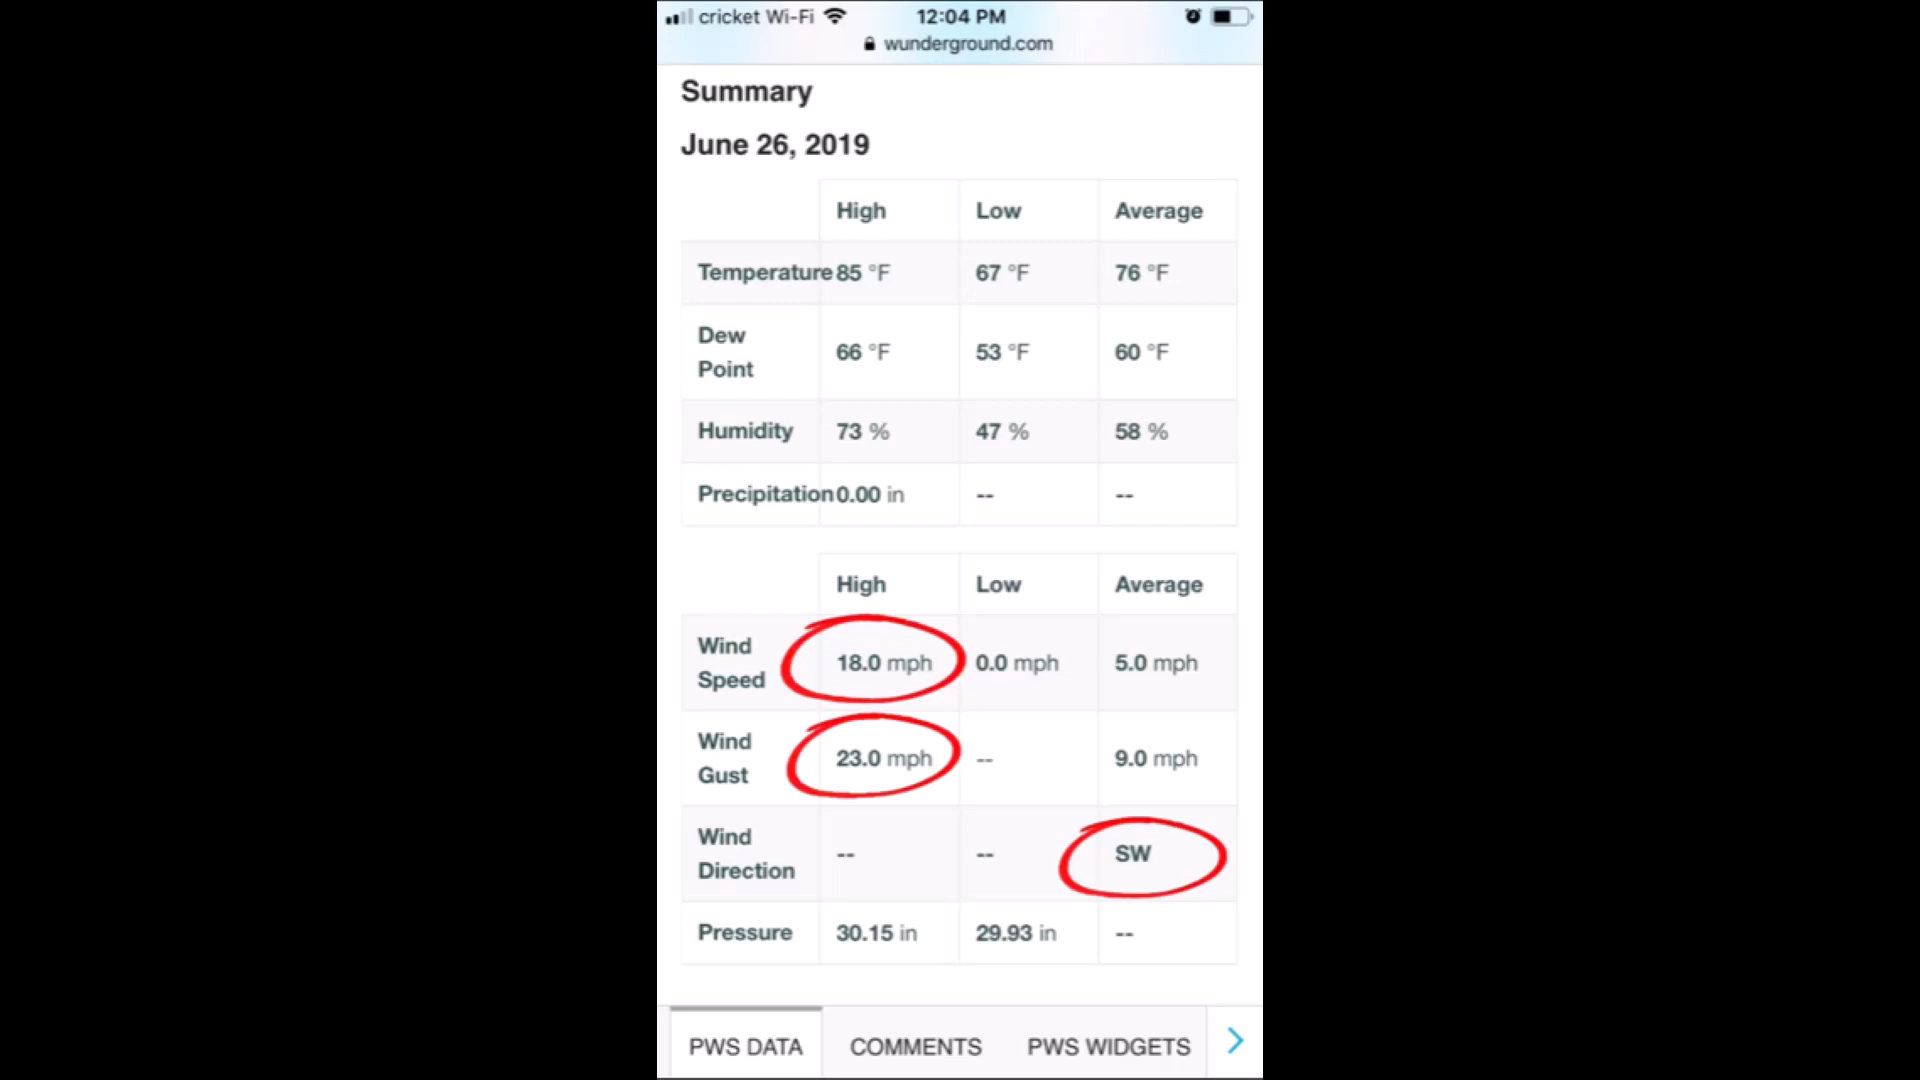 cricket Wi-Fi 12:04 PM
wunderground.com
Summary
June 26, 2019
High Low Average
Temperature 85 °F 67 °F 76 °F
Dew
Point
66 °F 53 °F 60 °F
Humidity 73 % 47 % 58 %
Precipitation 0.00 in -- --
High Low Average
Wind
Speed
18.0 mph 0.0 mph 5.0 mph
Wind
Gust
23.0 mph -- 9.0 mph
Wind
Direction
-- -- SW
Pressure 30.15 in 29.93 in --
PWS DATA COMMENTS PWS WIDGETS